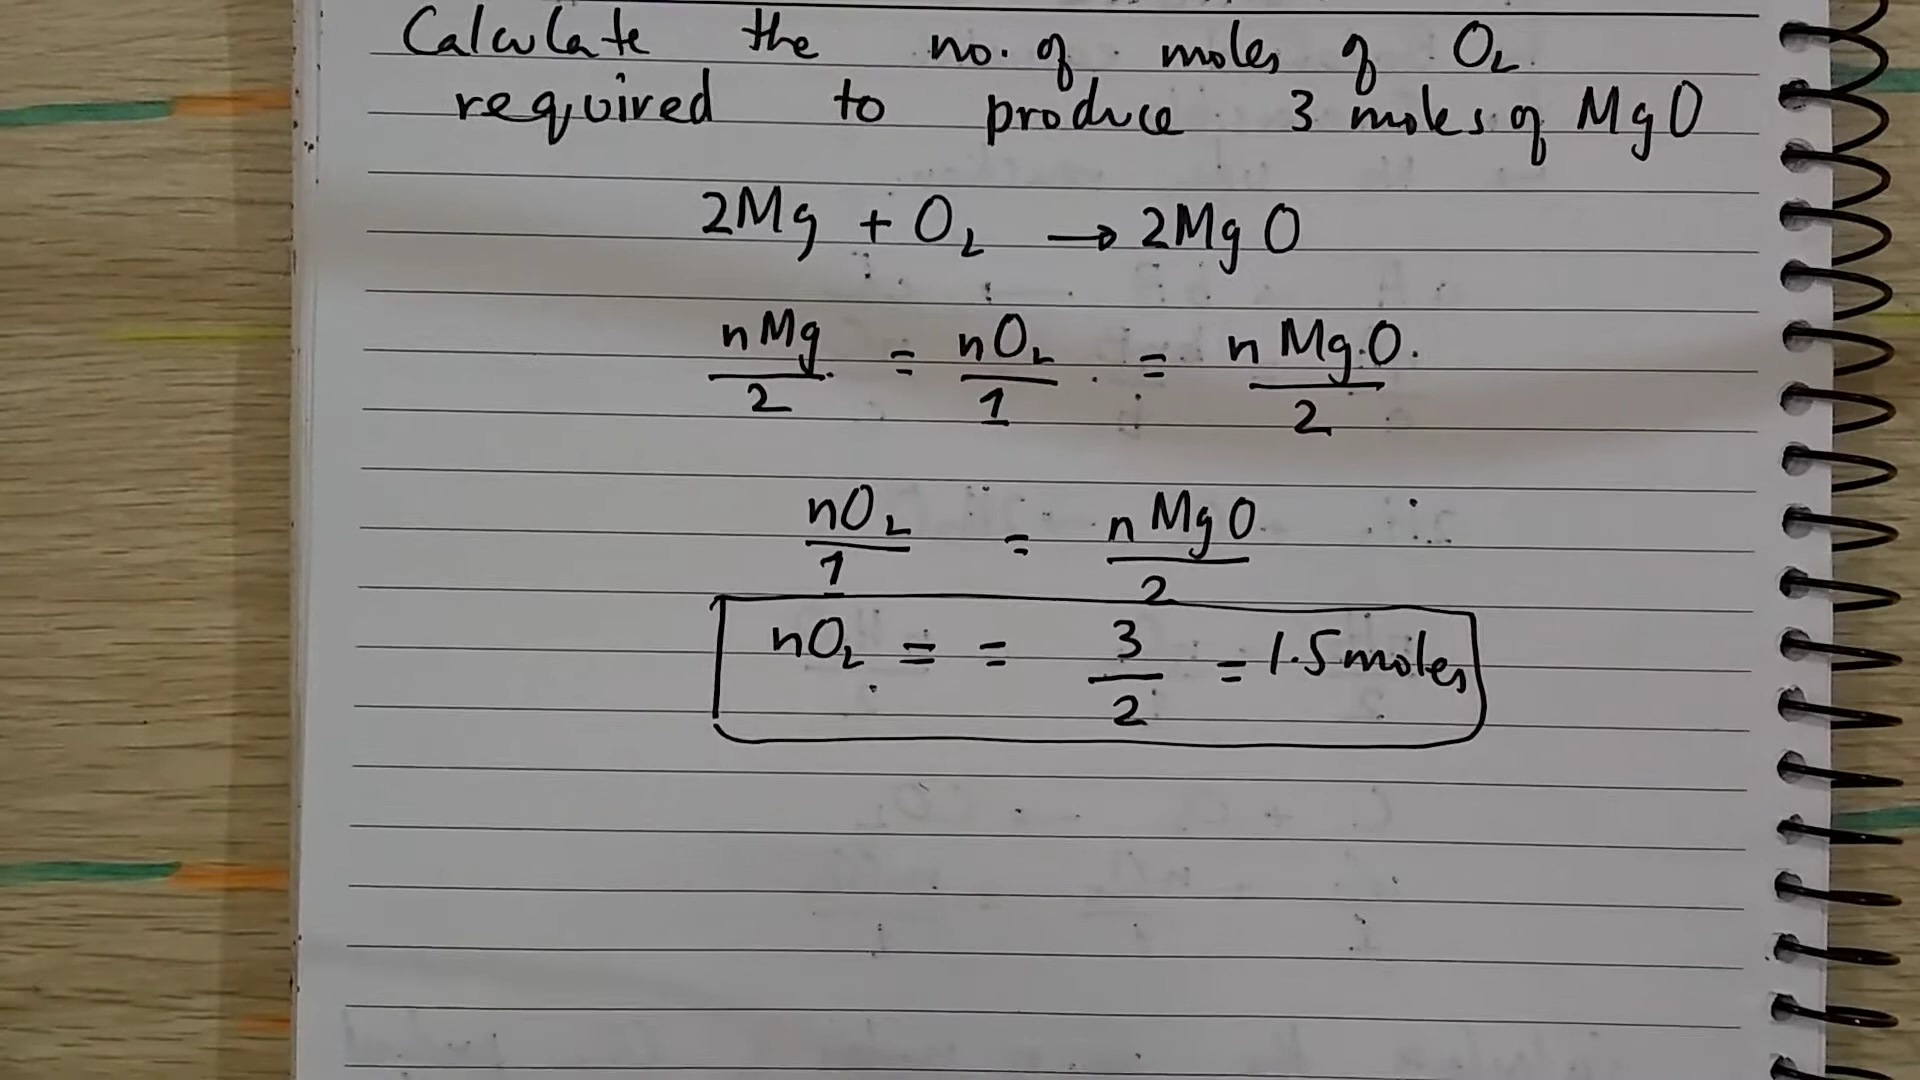 Calculate the no. of moles of O₂
required to produce 3 moles of MgO
2Mg + O₂ → 2MgO
nMg/2 = nO₂/1 = nMgO/2
nO₂/1 = nMgO/2
nO₂ = = 3/2 = 1.5 moles